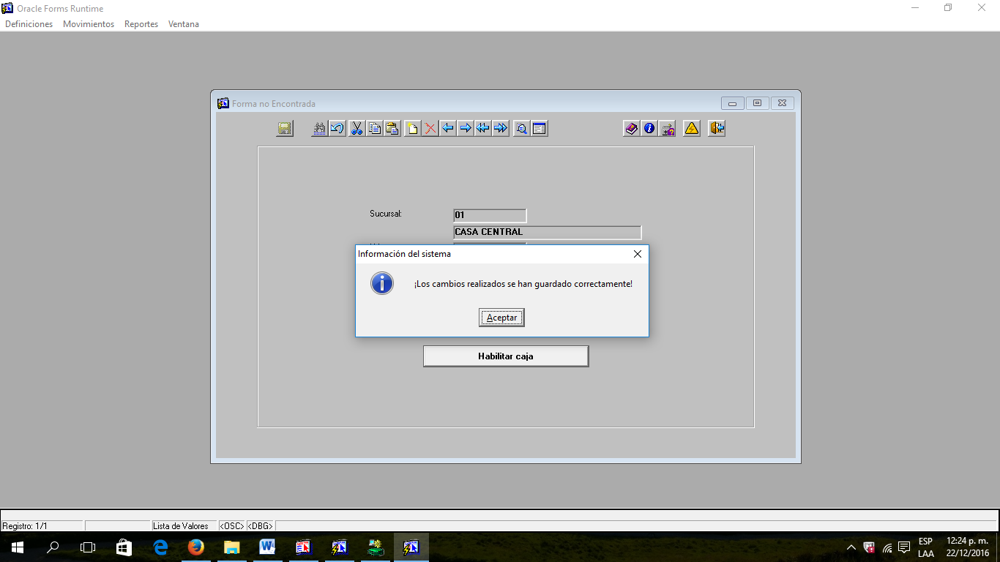 Oracle Forms Runtime
Definiciones Movimientos Reportes Ventana
Forma no Encontrada
Sucursal: 01
CASA CENTRAL
Información del sistema
¡Los cambios realizados se han guardado correctamente!
Aceptar
Habilitar caja
Registro: 1/1 Lista de Valores <OSC> <DBG>
ESP 12:24 p. m.
LAA 22/12/2016